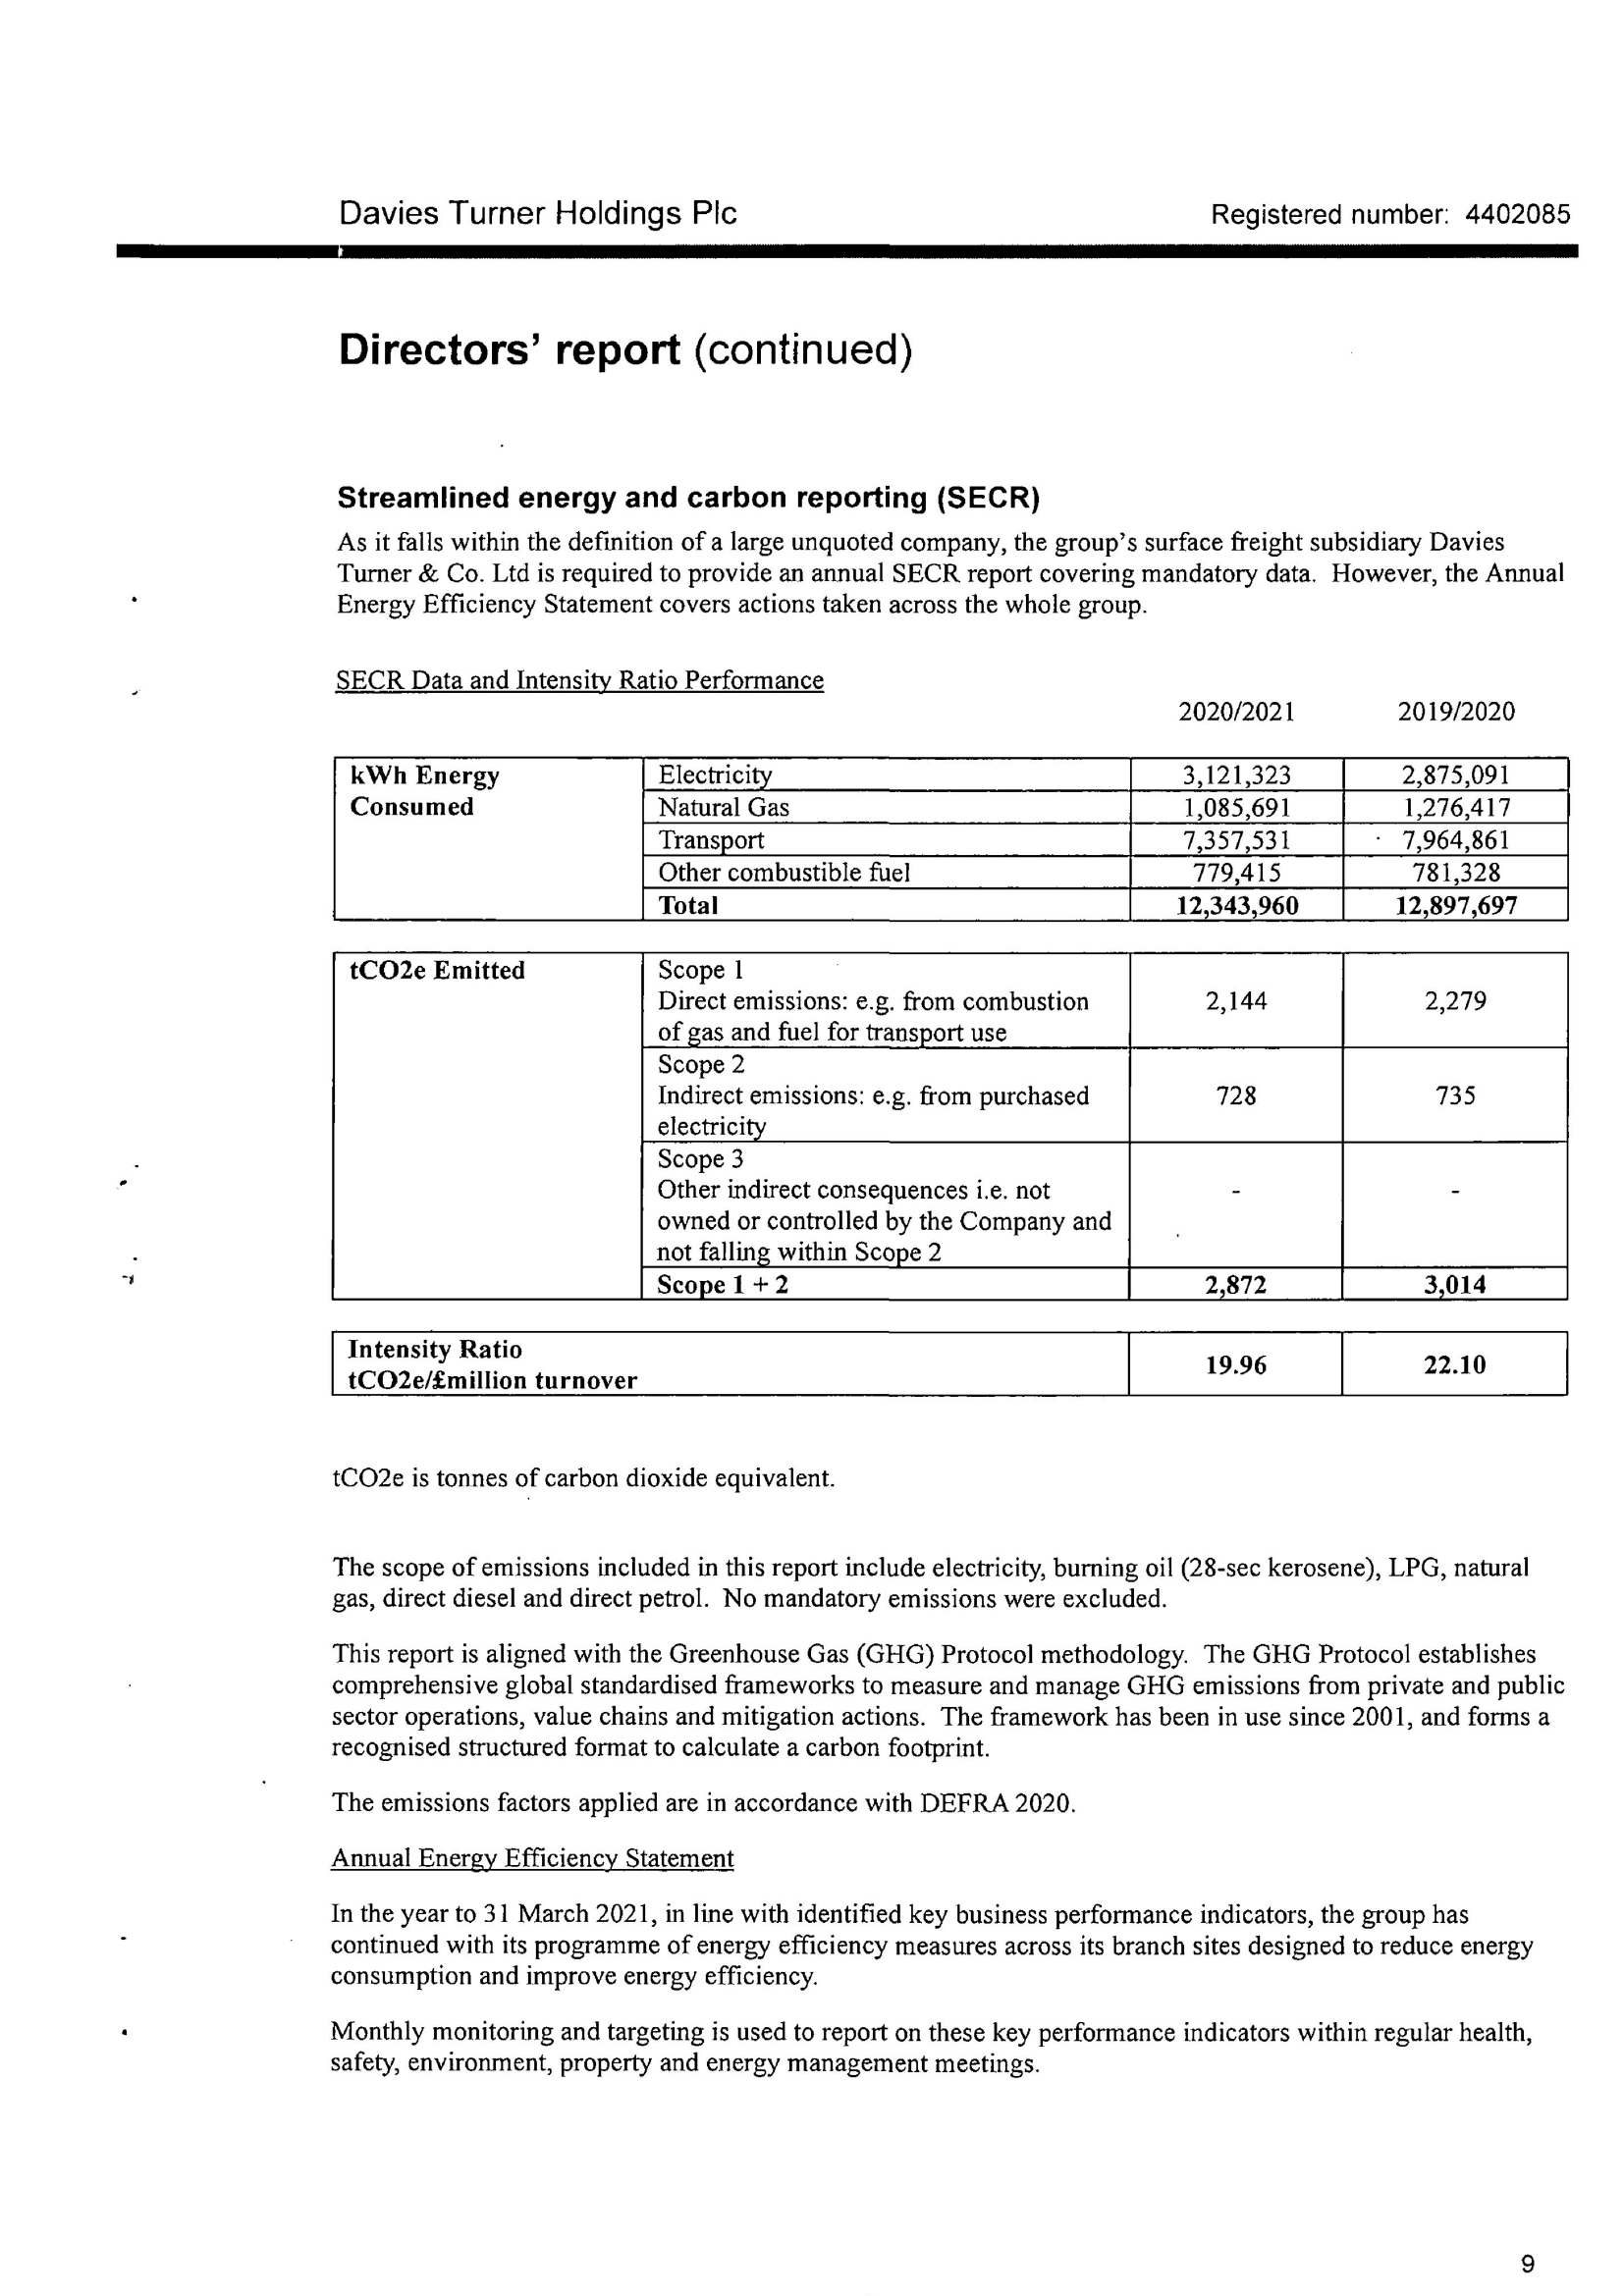 Davies Turner Holdings Plc
Registered number: 4402085
Directors' report (continued)
Streamlined energy and carbon reporting (SECR)
As it falls within the definition of a large unquoted company, the group's surface freight subsidiary Davies
Turner & Co. Ltd is required to provide an annual SECR report covering mandatory data. However, the Annual
Energy Efficiency Statement covers actions taken across the whole group.
SECR Data and Intensity Ratio Performance
2020/2021 2019/2020
kWh Energy Electricity 3,121,323 2,875,091
Consumed Natural Gas 1,085,691 1,276,417
Transport 7,357,531 7,964,861
Other combustible fuel 779,415 781,328
Total 12,343,960 12,897,697
tCO2e Emitted Scope 1
Direct emissions: e.g. from combustion 2,144 2,279
of gas and fuel for transport use
Scope 2
Indirect emissions: e.g. from purchased 728 735
electricity
Scope 3
Other indirect consequences i.e. not - -
owned or controlled by the Company and
not falling within Scope 2
Scope 1 + 2 2,872 3,014
Intensity Ratio
tCO2e/£million turnover 19.96 22.10
tCO2e is tonnes of carbon dioxide equivalent.
The scope of emissions included in this report include electricity, burning oil (28-sec kerosene), LPG, natural
gas, direct diesel and direct petrol. No mandatory emissions were excluded.
This report is aligned with the Greenhouse Gas (GHG) Protocol methodology. The GHG Protocol establishes
comprehensive global standardised frameworks to measure and manage GHG emissions from private and public
sector operations, value chains and mitigation actions. The framework has been in use since 2001, and forms a
recognised structured format to calculate a carbon footprint.
The emissions factors applied are in accordance with DEFRA 2020.
Annual Energy Efficiency Statement
In the year to 31 March 2021, in line with identified key business performance indicators, the group has
continued with its programme of energy efficiency measures across its branch sites designed to reduce energy
consumption and improve energy efficiency.
Monthly monitoring and targeting is used to report on these key performance indicators within regular health,
safety, environment, property and energy management meetings.
9